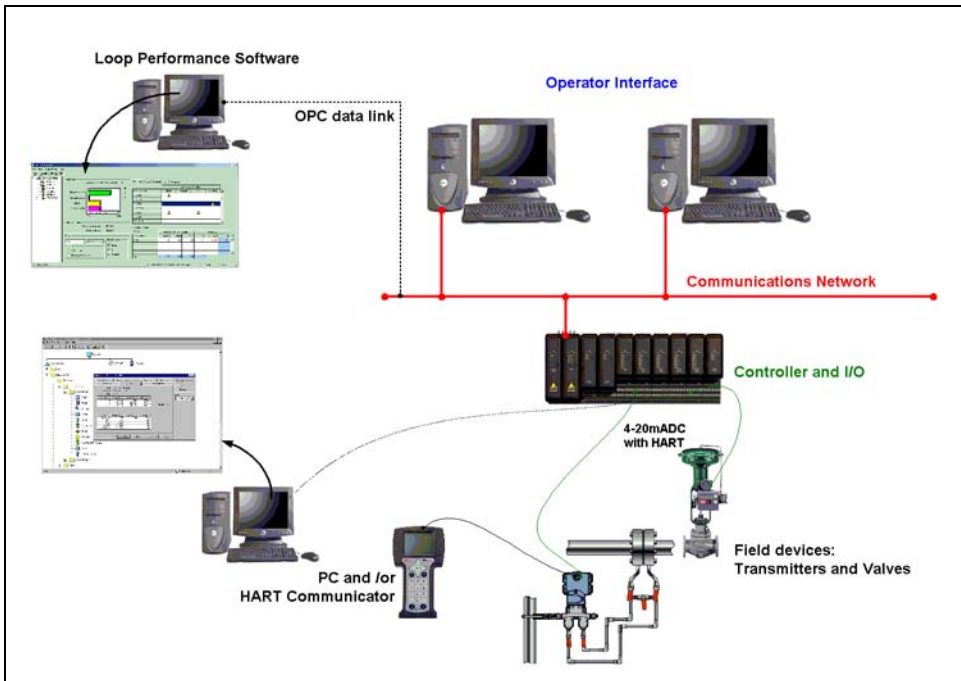 Loop Performance Software
Operator Interface
OPC data link
Communications Network
Controller and I/O
4-20mADC
with HART
Field devices:
Transmitters and Valves
PC and /or
HART Communicator